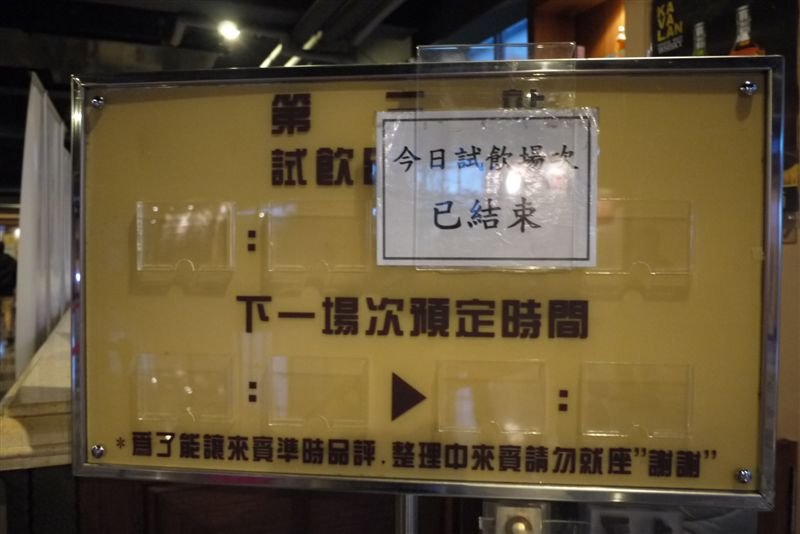 KAVALAN
WHISKY
第
試飲
今日試飲場次
已結束
:
下一場次預定時間
: ▶ :
*為了能讓來賓準時品評.整理中來賓請勿就座"謝謝"